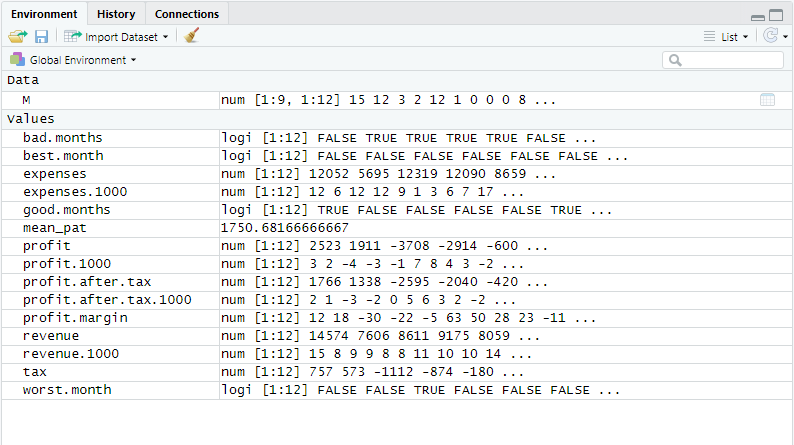 Environment History Connections
Import Dataset List
Global Environment
Data
M num [1:9, 1:12] 15 12 3 2 12 1 0 0 0 8 ...
Values
bad.months logi [1:12] FALSE TRUE TRUE TRUE TRUE FALSE ...
best.month logi [1:12] FALSE FALSE FALSE FALSE FALSE FALSE ...
expenses num [1:12] 12052 5695 12319 12090 8659 ...
expenses.1000 num [1:12] 12 6 12 12 9 1 3 6 7 17 ...
good.months logi [1:12] TRUE FALSE FALSE FALSE FALSE TRUE ...
mean_pat 1750.68166666667
profit num [1:12] 2523 1911 -3708 -2914 -600 ...
profit.1000 num [1:12] 3 2 -4 -3 -1 7 8 4 3 -2 ...
profit.after.tax num [1:12] 1766 1338 -2595 -2040 -420 ...
profit.after.tax.1000 num [1:12] 2 1 -3 -2 0 5 6 3 2 -2 ...
profit.margin num [1:12] 12 18 -30 -22 -5 63 50 28 23 -11 ...
revenue num [1:12] 14574 7606 8611 9175 8059 ...
revenue.1000 num [1:12] 15 8 9 9 8 8 11 10 10 14 ...
tax num [1:12] 757 573 -1112 -874 -180 ...
worst.month logi [1:12] FALSE FALSE TRUE FALSE FALSE FALSE ...